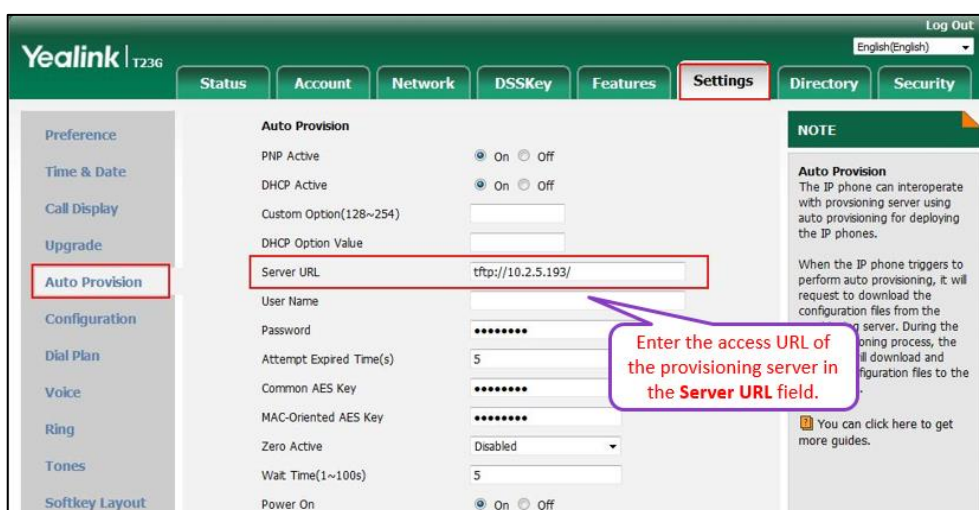 Log Out
Yealink | T23G
English(English)
Status Account Network DSSKey Features Settings Directory Security
Preference
Time & Date
Call Display
Upgrade
Auto Provision
Configuration
Dial Plan
Voice
Ring
Tones
Softkey Layout
Auto Provision
PNP Active On Off
DHCP Active On Off
Custom Option(128~254)
DHCP Option Value
Server URL tftp://10.2.5.193/
User Name
Password ••••••••
Attempt Expired Time(s) 5
Common AES Key ••••••••
MAC-Oriented AES Key ••••••••
Zero Active Disabled
Wait Time(1~100s) 5
Power On On Off
Enter the access URL of
the provisioning server in
the Server URL field.
NOTE
Auto Provision
The IP phone can interoperate
with provsioning server using
auto provisioning for deploying
the IP phones.
When the IP phone triggers to
perform auto provisioning, it will
request to download the
configuration files from the
server. During the
process, the
download and
files to the
You can click here to get
more guides.